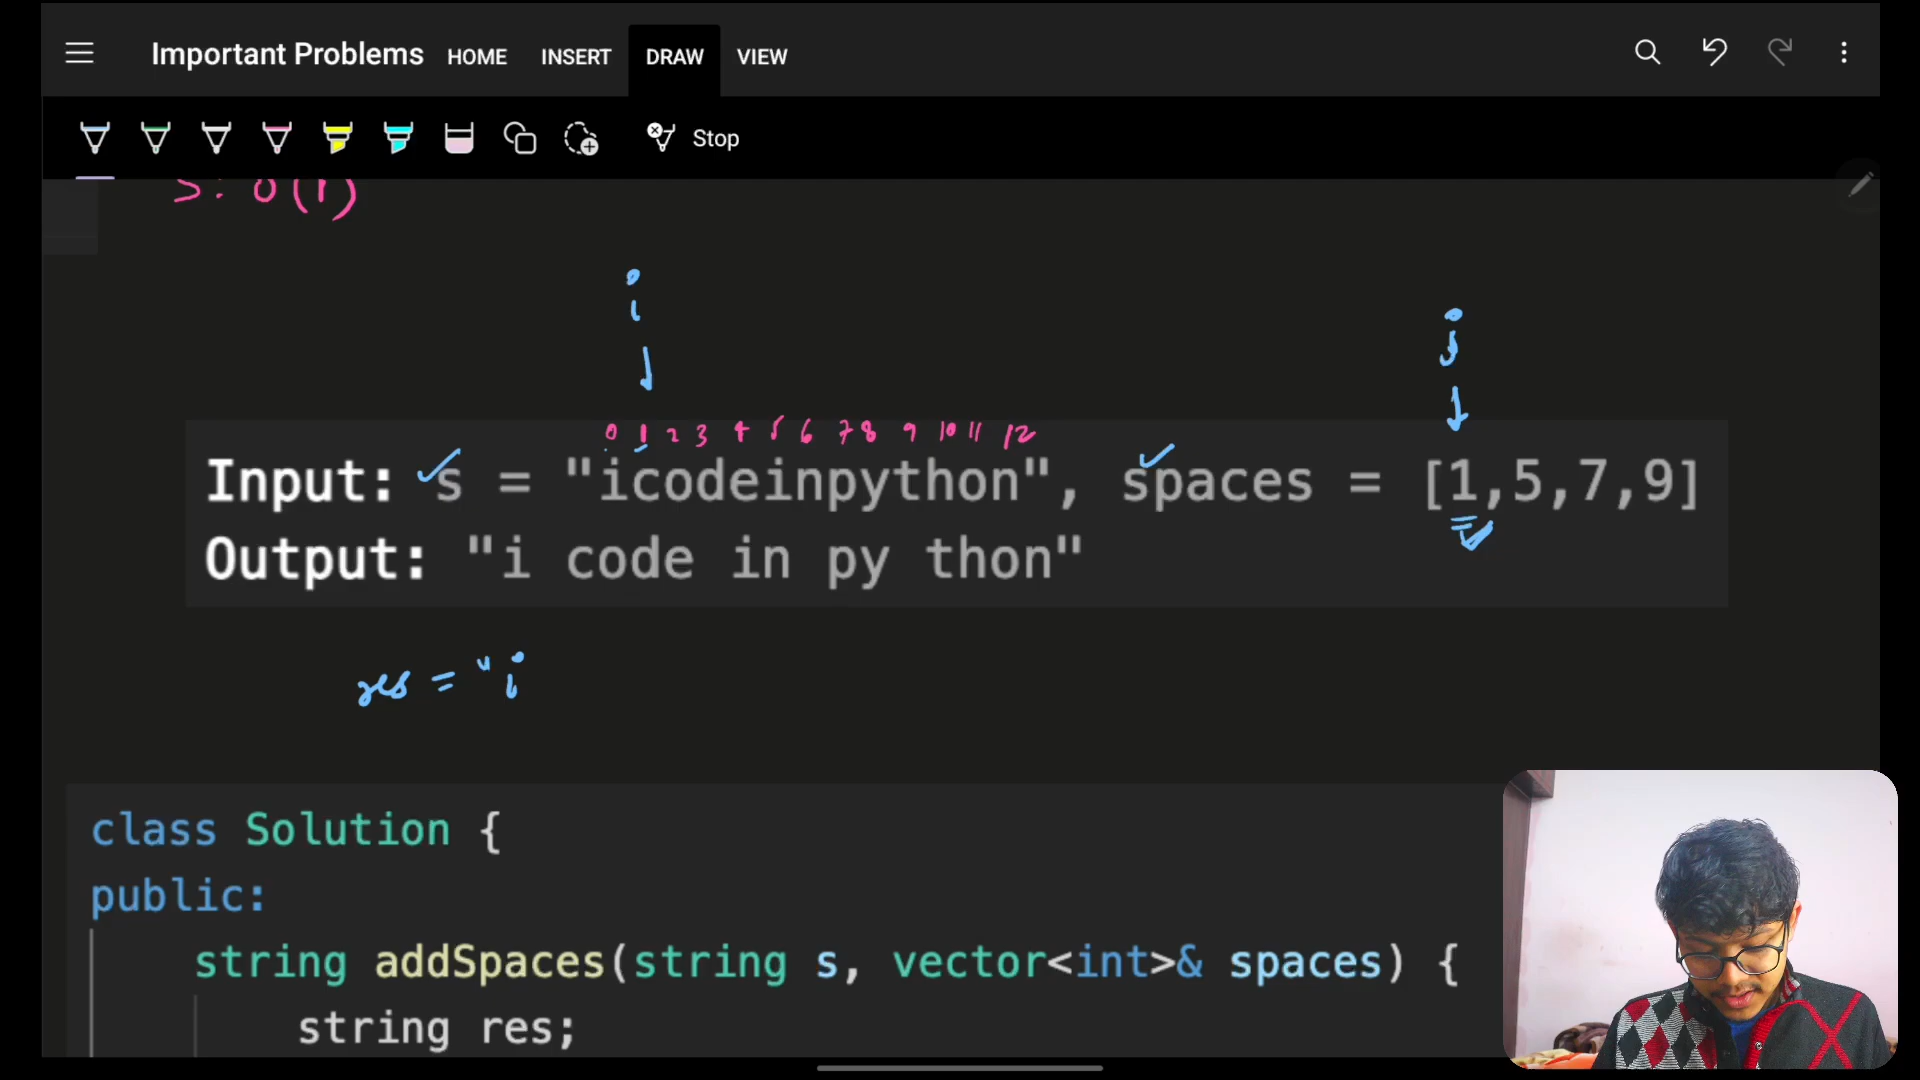 Important Problems HOME INSERT DRAW VIEW
Stop
S: O(1)
i
j
0 1 2 3 4 5 6 7 8 9 10 11 12
Input: s = "icodeinpython", spaces = [1,5,7,9]
Output: "i code in py thon"
res = "i
class Solution {
public:
string addSpaces(string s, vector<int>& spaces) {
string res;